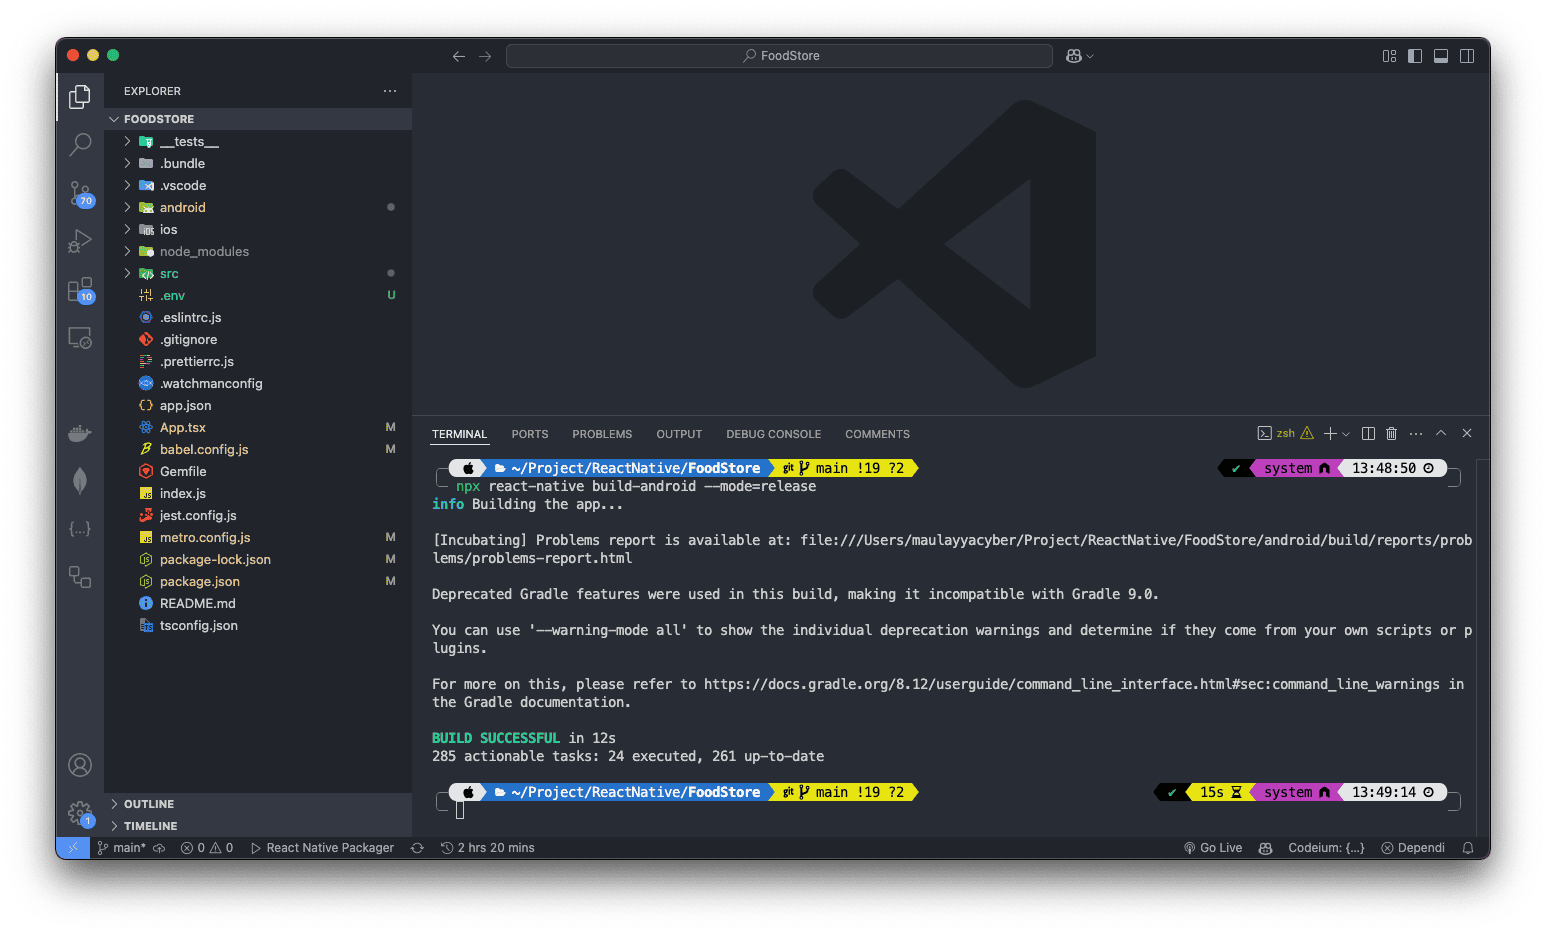 FoodStore
EXPLORER
FOODSTORE
__tests__
.bundle
.vscode
android
ios
node_modules
src
.env U
.eslintrc.js
.gitignore
.prettierrc.js
.watchmanconfig
app.json
App.tsx M
babel.config.js M
Gemfile
index.js
jest.config.js
metro.config.js M
package-lock.json M
package.json M
README.md
tsconfig.json
OUTLINE
TIMELINE
70
10
1
TERMINAL PORTS PROBLEMS OUTPUT DEBUG CONSOLE COMMENTS
zsh
~/Project/ReactNative/FoodStore git main !19 ?2 ✔ system 13:48:50
npx react-native build-android --mode=release
info Building the app...
[Incubating] Problems report is available at: file:///Users/maulayyacyber/Project/ReactNative/FoodStore/android/build/reports/prob
lems/problems-report.html
Deprecated Gradle features were used in this build, making it incompatible with Gradle 9.0.
You can use '--warning-mode all' to show the individual deprecation warnings and determine if they come from your own scripts or p
lugins.
For more on this, please refer to https://docs.gradle.org/8.12/userguide/command_line_interface.html#sec:command_line_warnings in
the Gradle documentation.
BUILD SUCCESSFUL in 12s
285 actionable tasks: 24 executed, 261 up-to-date
~/Project/ReactNative/FoodStore git main !19 ?2 ✔ 15s system 13:49:14
main* 0 0 React Native Packager 2 hrs 20 mins Go Live Codeium: {...} Dependi